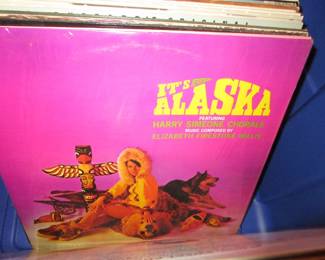 IT'S
ALASKA
FEATURING
HARRY SIMEONE CHORALE
MUSIC COMPOSED BY
ELIZABETH FIRESTONE WILLIS